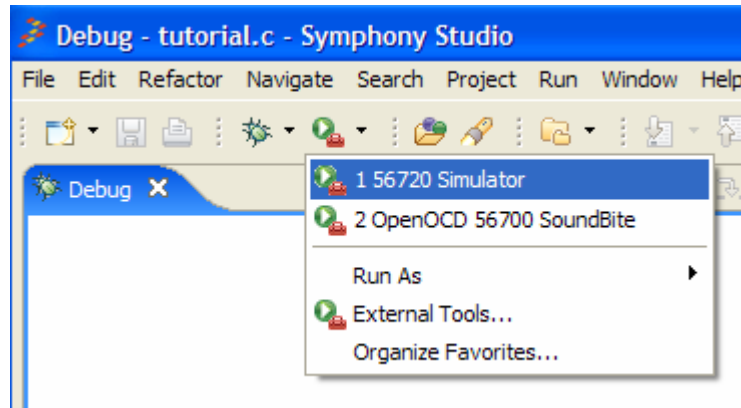 Debug - tutorial.c - Symphony Studio
File Edit Refactor Navigate Search Project Run Window Help
Debug
1 56720 Simulator
2 OpenOCD 56700 SoundBite
Run As
External Tools...
Organize Favorites...